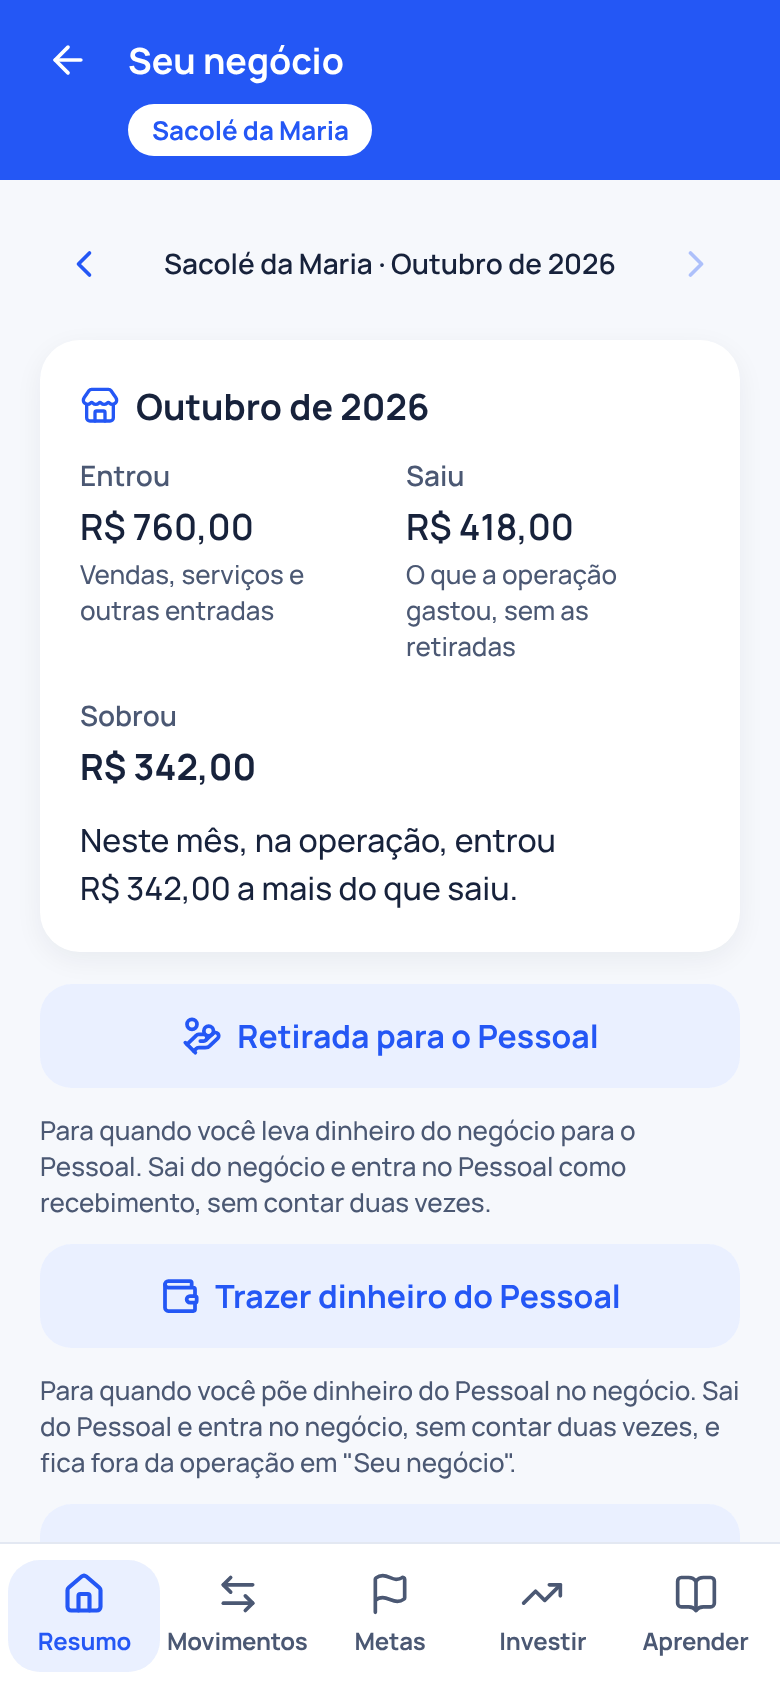 Seu negócio
Sacolé da Maria
Sacolé da Maria · Outubro de 2026
Outubro de 2026
Entrou
R$ 760,00
Vendas, serviços e
outras entradas
Saiu
R$ 418,00
O que a operação
gastou, sem as
retiradas
Sobrou
R$ 342,00
Neste mês, na operação, entrou
R$ 342,00 a mais do que saiu.
Retirada para o Pessoal
Para quando você leva dinheiro do negócio para o
Pessoal. Sai do negócio e entra no Pessoal como
recebimento, sem contar duas vezes.
Trazer dinheiro do Pessoal
Para quando você põe dinheiro do Pessoal no negócio. Sai
do Pessoal e entra no negócio, sem contar duas vezes, e
fica fora da operação em "Seu negócio".
Resumo
Movimentos
Metas
Investir
Aprender